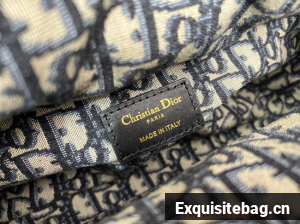 Christian Dior
PARIS
MADE IN ITALY
Exquisitebag.cn